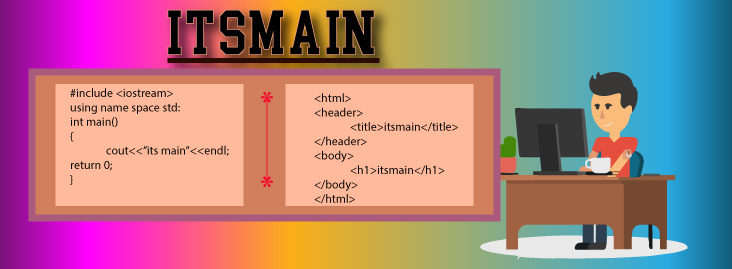 ITSMAIN
#include <iostream>
using name space std:
int main()
{
cout<<"its main"<<endl;
return 0;
}
<html>
<header>
<title>itsmain</title>
</header>
<body>
<h1>itsmain</h1>
</body>
</html>